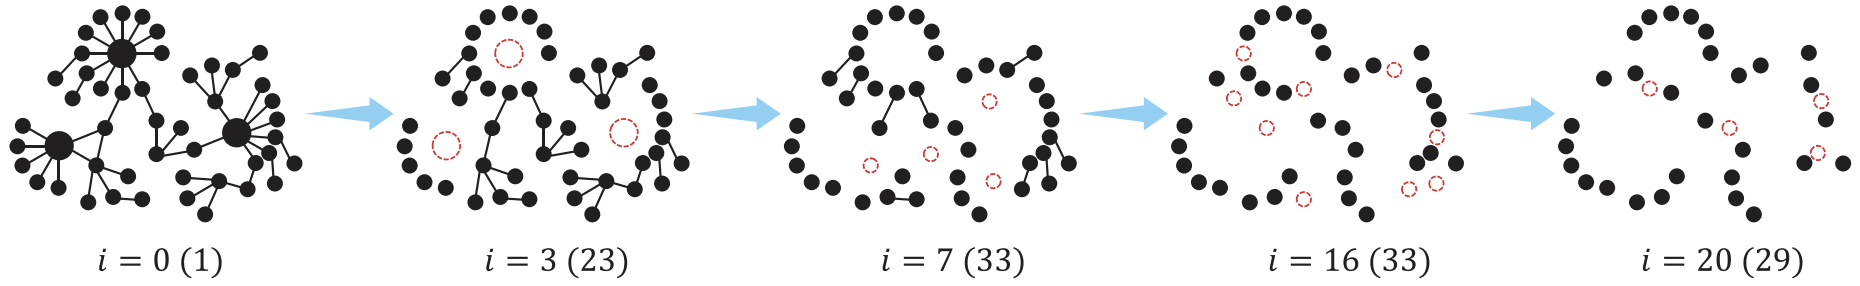 i = 0 (1)
i = 3 (23)
i = 7 (33)
i = 16 (33)
i = 20 (29)